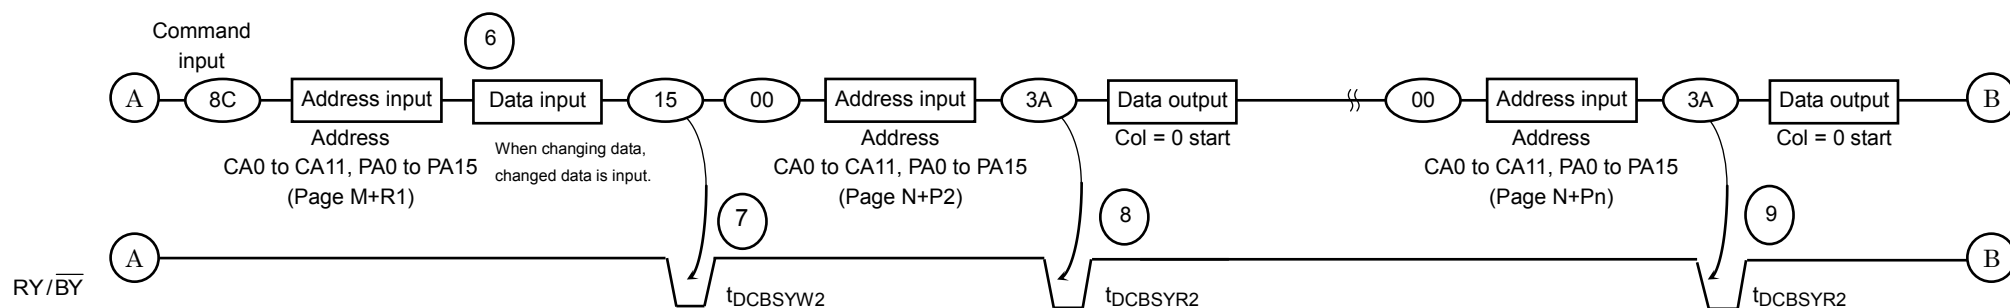 Command
input
6
A
8C
Address input
Data input
15
00
Address input
3A
Data output
00
Address input
3A
Data output
B
Address
CA0 to CA11, PA0 to PA15
(Page M+R1)
When changing data,
changed data is input.
Address
CA0 to CA11, PA0 to PA15
(Page N+P2)
Col = 0 start
Address
CA0 to CA11, PA0 to PA15
(Page N+Pn)
Col = 0 start
7
8
9
A
B
RY/B̅Y̅
tDCBSYW2
tDCBSYR2
tDCBSYR2